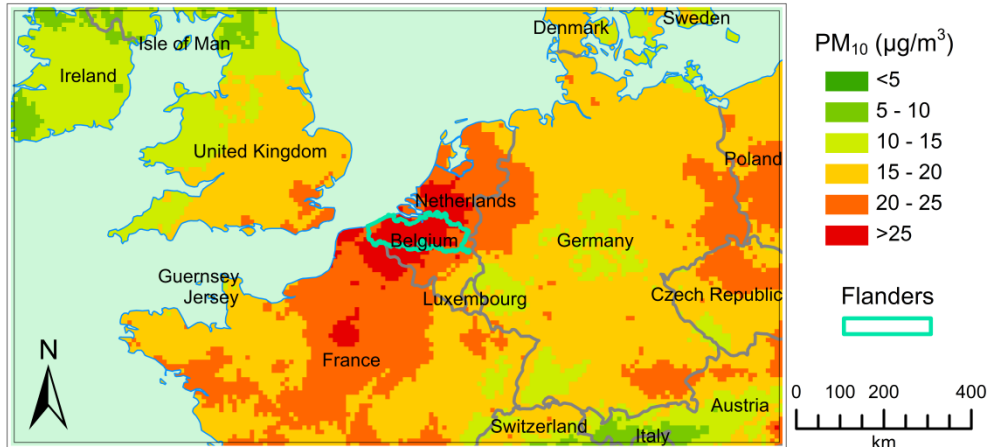 Denmark
Sweden
Isle of Man
Ireland
United Kingdom
Poland
Netherlands
Belgium
Germany
Guernsey
Jersey
Luxembourg
Czech Republic
France
Austria
Switzerland
Italy
N
PM₁₀ (µg/m³)
<5
5 - 10
10 - 15
15 - 20
20 - 25
>25
Flanders
0 100 200 400
km